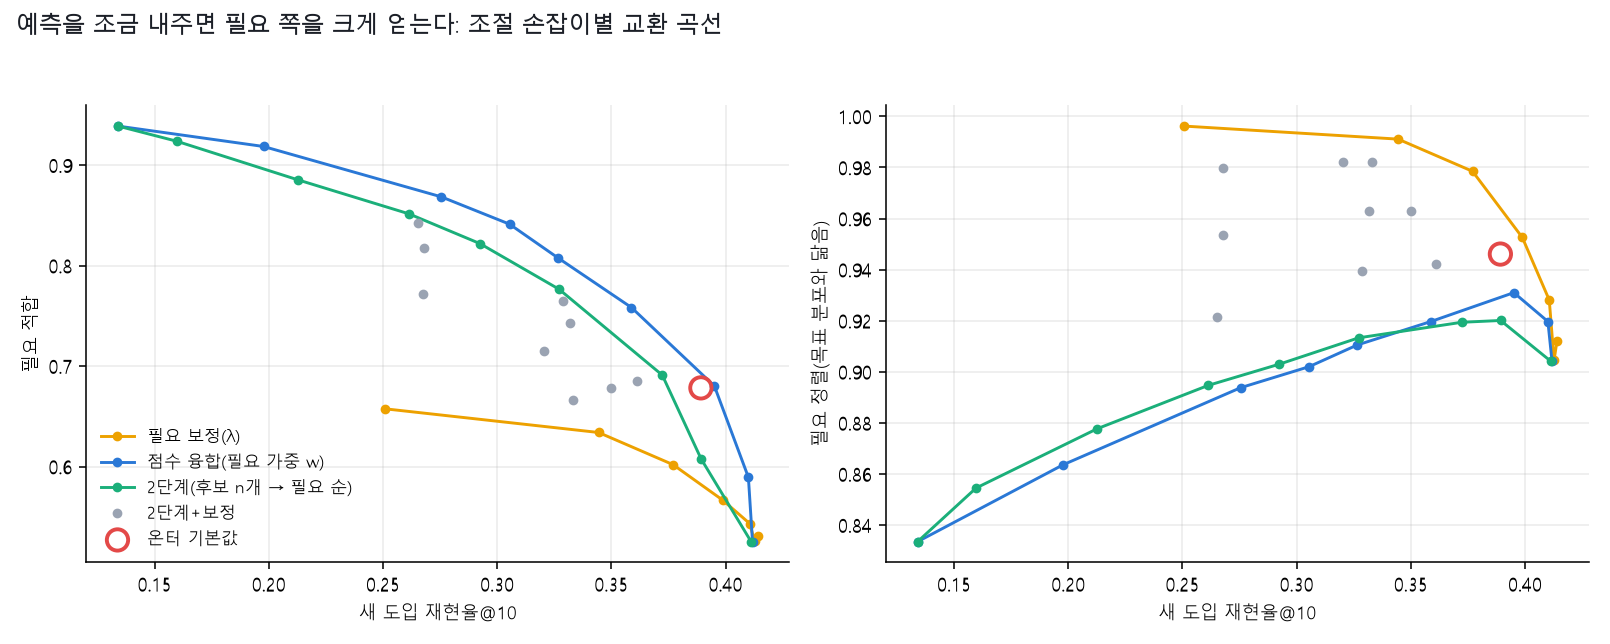 예측을 조금 내주면 필요 쪽을 크게 얻는다: 조절 손잡이별 교환 곡선
필요 적합
0.9
0.8
0.7
0.6
필요 보정(λ)
점수 융합(필요 가중 w)
2단계(후보 n개 → 필요 순)
2단계+보정
온터 기본값
0.15 0.20 0.25 0.30 0.35 0.40
새 도입 재현율@10
필요 정렬(목표 분포와 닮음)
1.00
0.98
0.96
0.94
0.92
0.90
0.88
0.86
0.84
0.15 0.20 0.25 0.30 0.35 0.40
새 도입 재현율@10